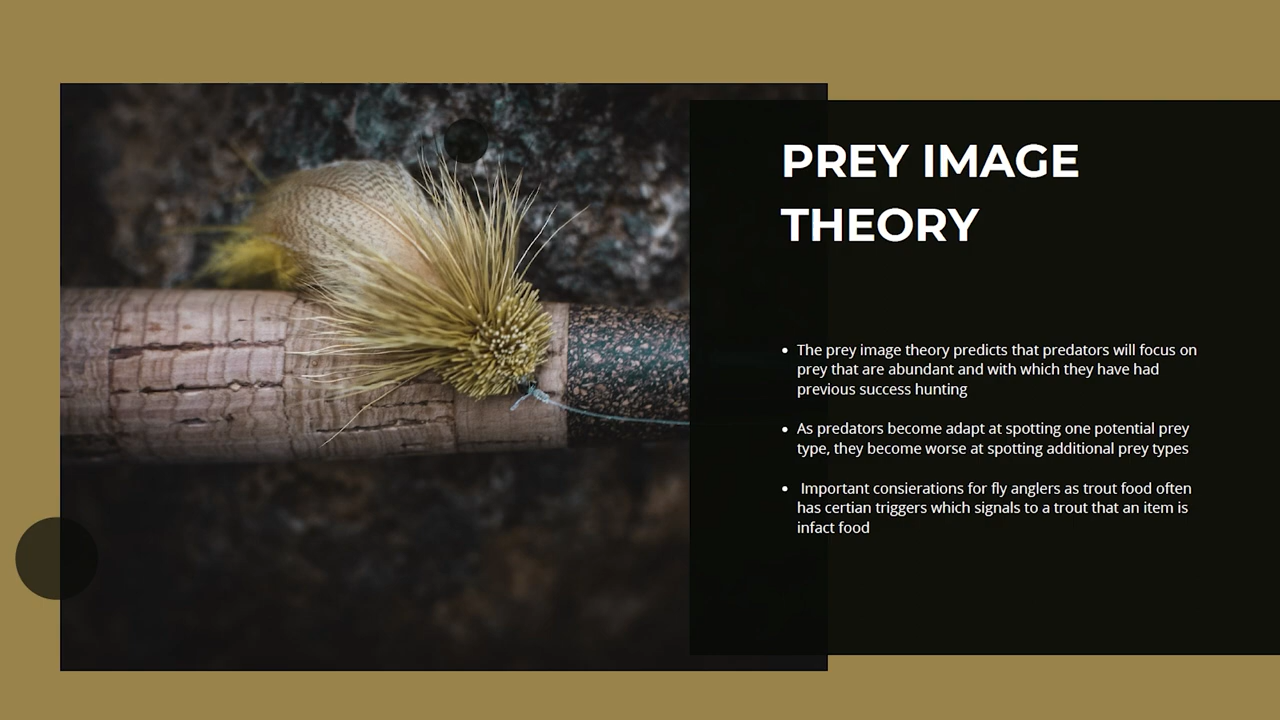 PREY IMAGE
THEORY
• The prey image theory predicts that predators will focus on
prey that are abundant and with which they have had
previous success hunting
• As predators become adapt at spotting one potential prey
type, they become worse at spotting additional prey types
• Important consierations for fly anglers as trout food often
has certian triggers which signals to a trout that an item is
infact food